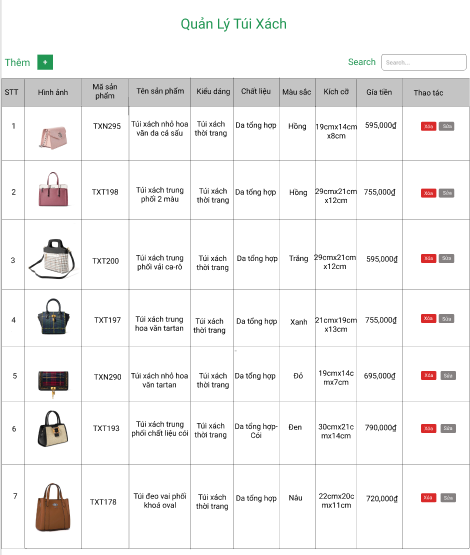 Quản Lý Túi Xách
Thêm +
Search Search...
STT Hình ảnh Mã sản phẩm Tên sản phẩm Kiểu dáng Chất liệu Màu sắc Kích cỡ Gía tiền Thao tác
1 TXN295 Túi xách nhỏ hoa vân da cá sấu Túi xách thời trang Da tổng hợp Hồng 19cmx14cm x8cm 595,000₫ Xóa Sửa
2 TXT198 Túi xách trung phối 2 màu Túi xách thời trang Da tổng hợp Hồng 29cmx21cm x12cm 755,000₫ Xóa Sửa
3 TXT200 Túi xách trung phối vải ca-rô Túi xách thời trang Da tổng hợp Trắng 29cmx21cm x12cm 595,000₫ Xóa Sửa
4 TXT197 Túi xách trung hoa văn tartan Túi xách thời trang Da tổng hợp Xanh 21cmx19cm x13cm 755,000₫ Xóa Sửa
5 TXN290 Túi xách nhỏ hoa văn tartan Túi xách thời trang Da tổng hợp Đỏ 19cmx14c mx7cm 695,000₫ Xóa Sửa
6 TXT193 Túi xách trung phối chất liệu cói Túi xách thời trang Da tổng hợp- Cói Đen 30cmx21c mx14cm 790,000₫ Xóa Sửa
7 TXT178 Túi đeo vai phối khoá oval Túi xách thời trang Da tổng hợp Nâu 22cmx20c mx11cm 720,000₫ Xóa Sửa